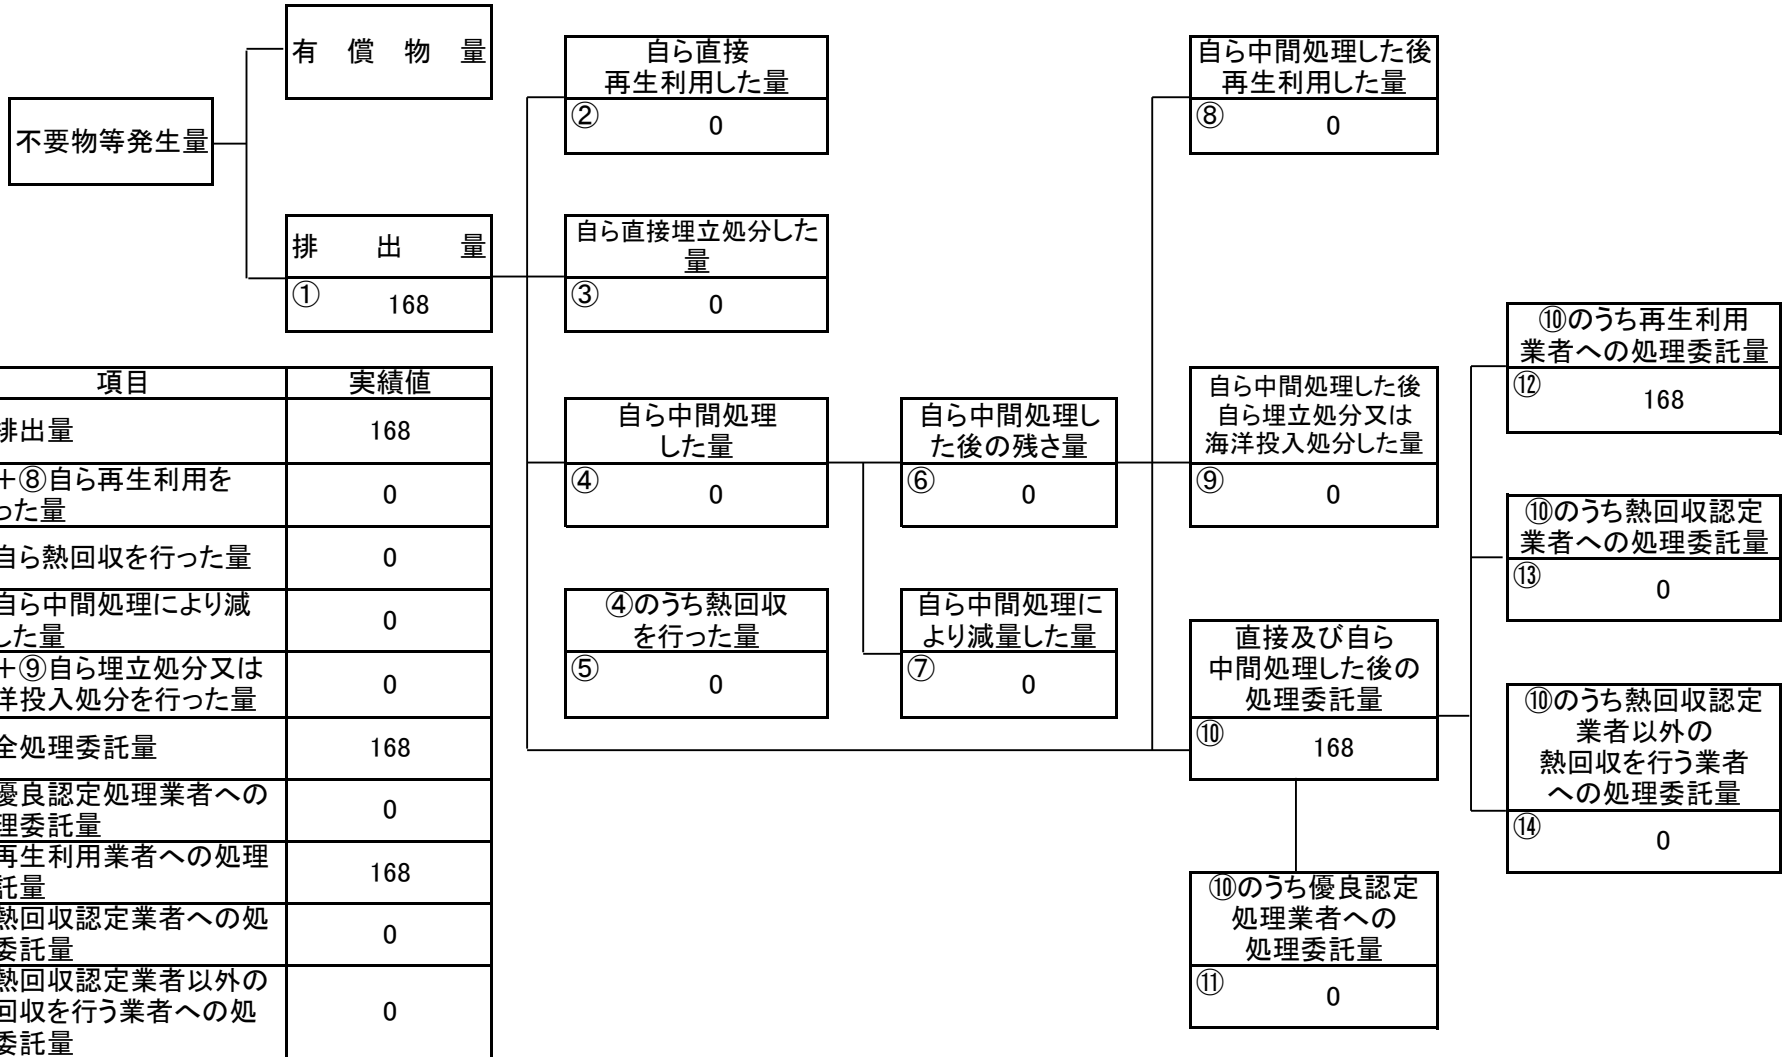 有償物量
不要物等発生量
排出量
① 168
自ら直接
再生利用した量
② 0
自ら直接埋立処分した
量
③ 0
自ら中間処理
した量
④ 0
④のうち熱回収
を行った量
⑤ 0
自ら中間処理し
た後の残さ量
⑥ 0
自ら中間処理に
より減量した量
⑦ 0
自ら中間処理した後
再生利用した量
⑧ 0
自ら中間処理した後
自ら埋立処分又は
海洋投入処分した量
⑨ 0
直接及び自ら
中間処理した後の
処理委託量
⑩ 168
⑩のうち優良認定
処理業者への
処理委託量
⑪ 0
⑩のうち再生利用
業者への処理委託量
⑫ 168
⑩のうち熱回収認定
業者への処理委託量
⑬ 0
⑩のうち熱回収認定
業者以外の
熱回収を行う業者
への処理委託量
⑭ 0
項目 実績値
排出量 168
+⑧自ら再生利用を
った量 0
自ら熱回収を行った量 0
自ら中間処理により減
した量 0
+⑨自ら埋立処分又は
洋投入処分を行った量 0
全処理委託量 168
優良認定処理業者への
理委託量 0
再生利用業者への処理
託量 168
熱回収認定業者への処
委託量 0
熱回収認定業者以外の
回収を行う業者への処
委託量 0